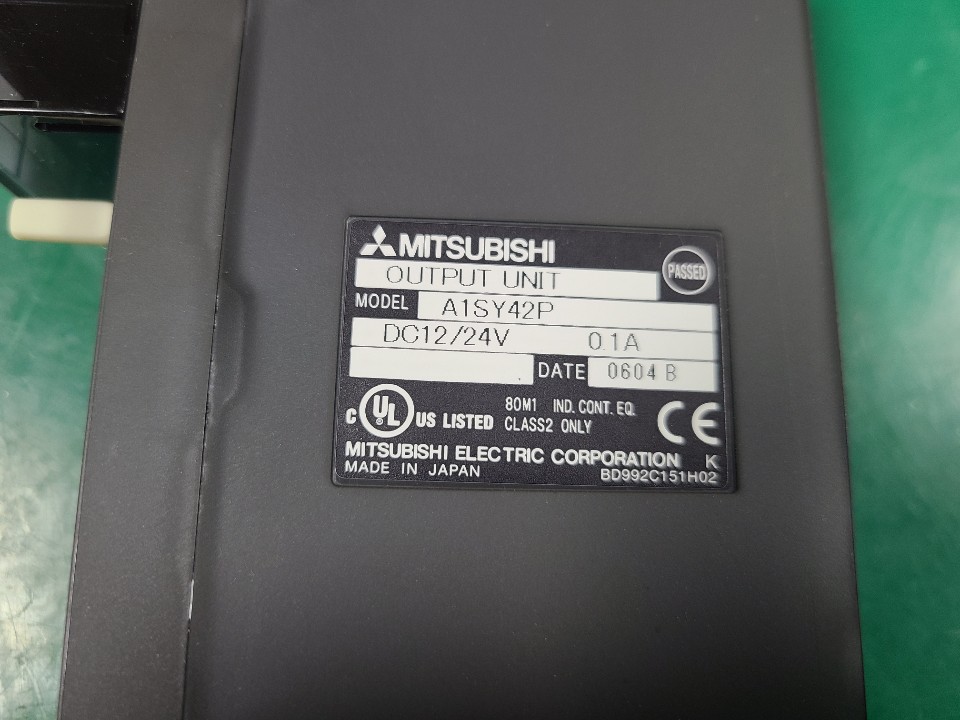 MITSUBISHI
PASSED
OUTPUT UNIT
MODEL A1SY42P
DC12/24V 0.1A
DATE 0604 B
C UL US LISTED 80M1 IND. CONT. EQ.
CLASS2 ONLY
CE
MITSUBISHI ELECTRIC CORPORATION K
MADE IN JAPAN BD992C151H02